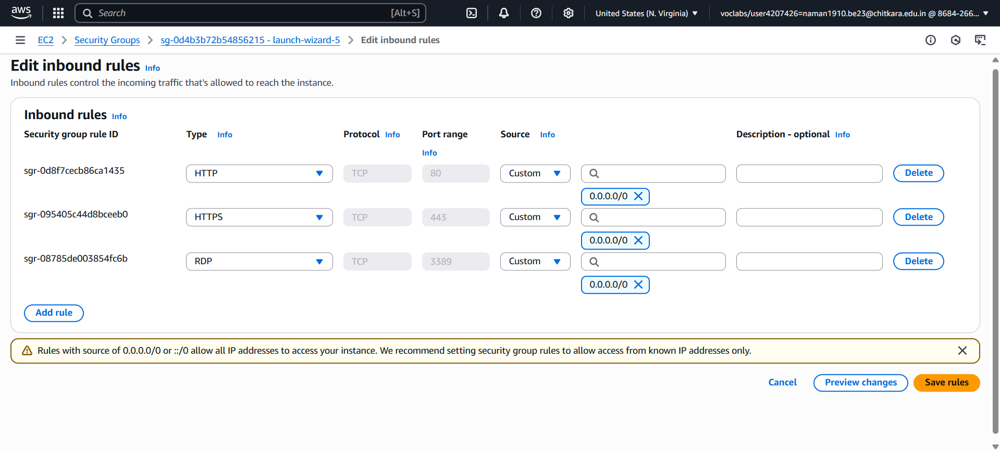 aws
Search [Alt+S] United States (N. Virginia) voclabs/user4207426=naman1910.be23@chitkara.edu.in @ 8684-266...
EC2 Security Groups sg-0d4b3b72b54856215 - launch-wizard-5 Edit inbound rules
Edit inbound rules Info
Inbound rules control the incoming traffic that's allowed to reach the instance.
Inbound rules Info
Security group rule ID Type Info Protocol Info Port range Info Source Info Description - optional Info
sgr-0d8f7cecb86ca1435 HTTP TCP 80 Custom Delete
0.0.0.0/0
sgr-095405c44d8bceeb0 HTTPS TCP 443 Custom Delete
0.0.0.0/0
sgr-08785de003854fc6b RDP TCP 3389 Custom Delete
0.0.0.0/0
Add rule
Rules with source of 0.0.0.0/0 or ::/0 allow all IP addresses to access your instance. We recommend setting security group rules to allow access from known IP addresses only.
Cancel Preview changes Save rules